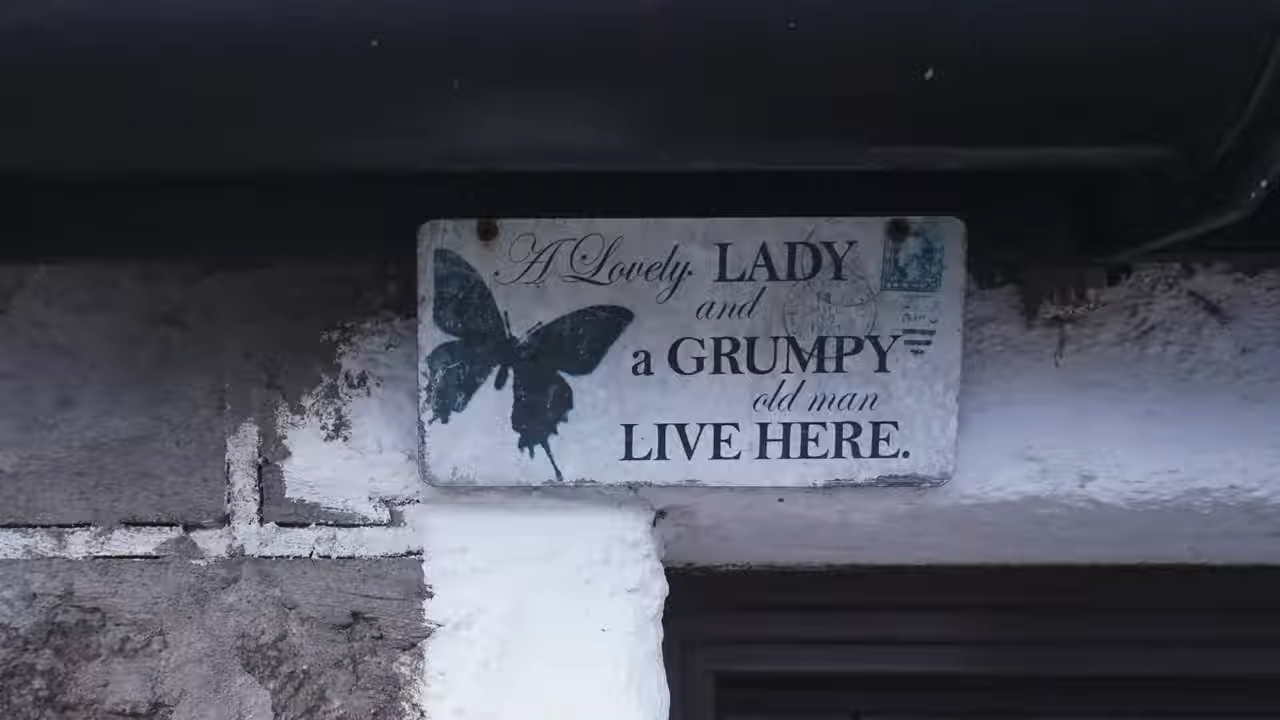 A Lovely LADY
and
a GRUMPY
old man
LIVE HERE.